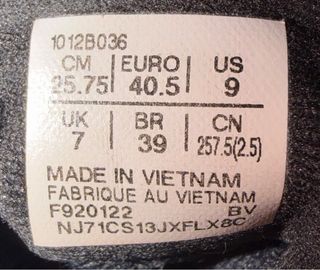 1012B036
CM EURO US
25.75 40.5 9
UK BR CN
7 39 257.5(2.5)
MADE IN VIETNAM
FABRIQUE AU VIETNAM
F920122 BV
NJ71CS13JXFLX8C